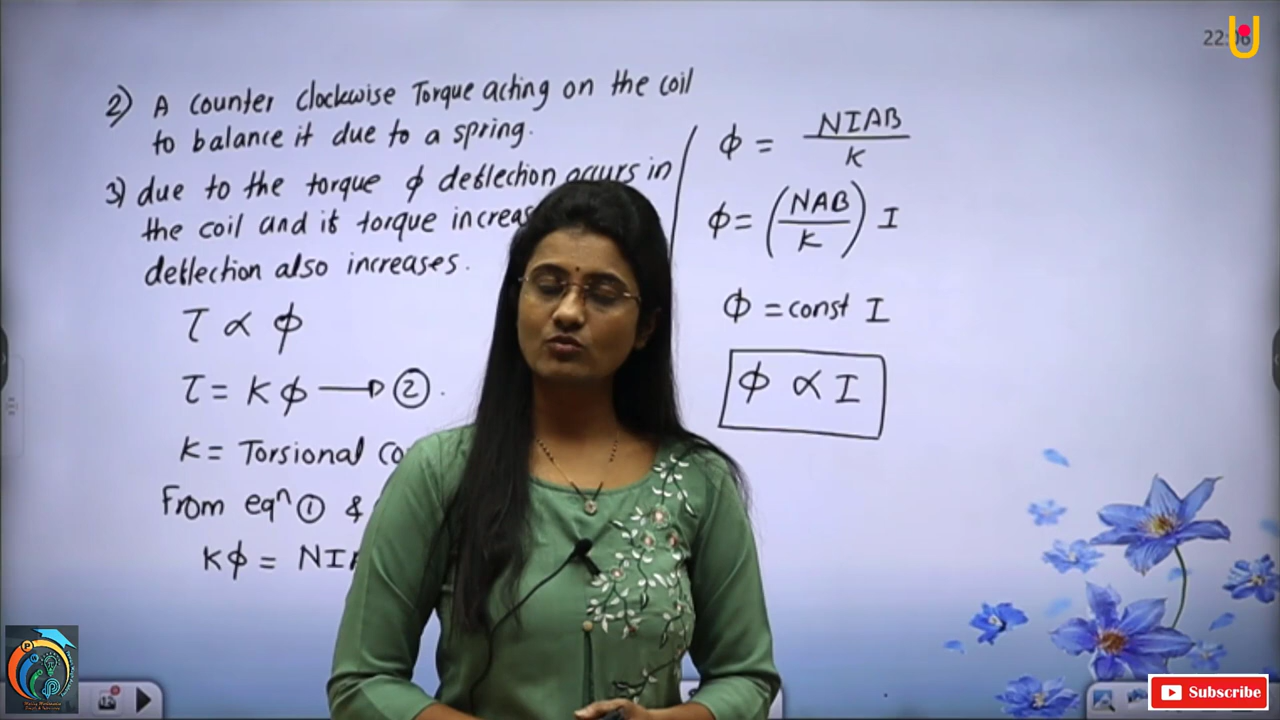 2) A counter clockwise Torque acting on the coil
to balance it due to a spring.
3) due to the torque ϕ deflection occurs in
the coil and if torque increas
deflection also increases.
τ ∝ ϕ
τ = K ϕ → ②.
K = Torsional co
From eqⁿ ① &
Kϕ = NI
ϕ = NIAB / K
ϕ = (NAB / K) I
ϕ = const I
ϕ ∝ I
Subscribe